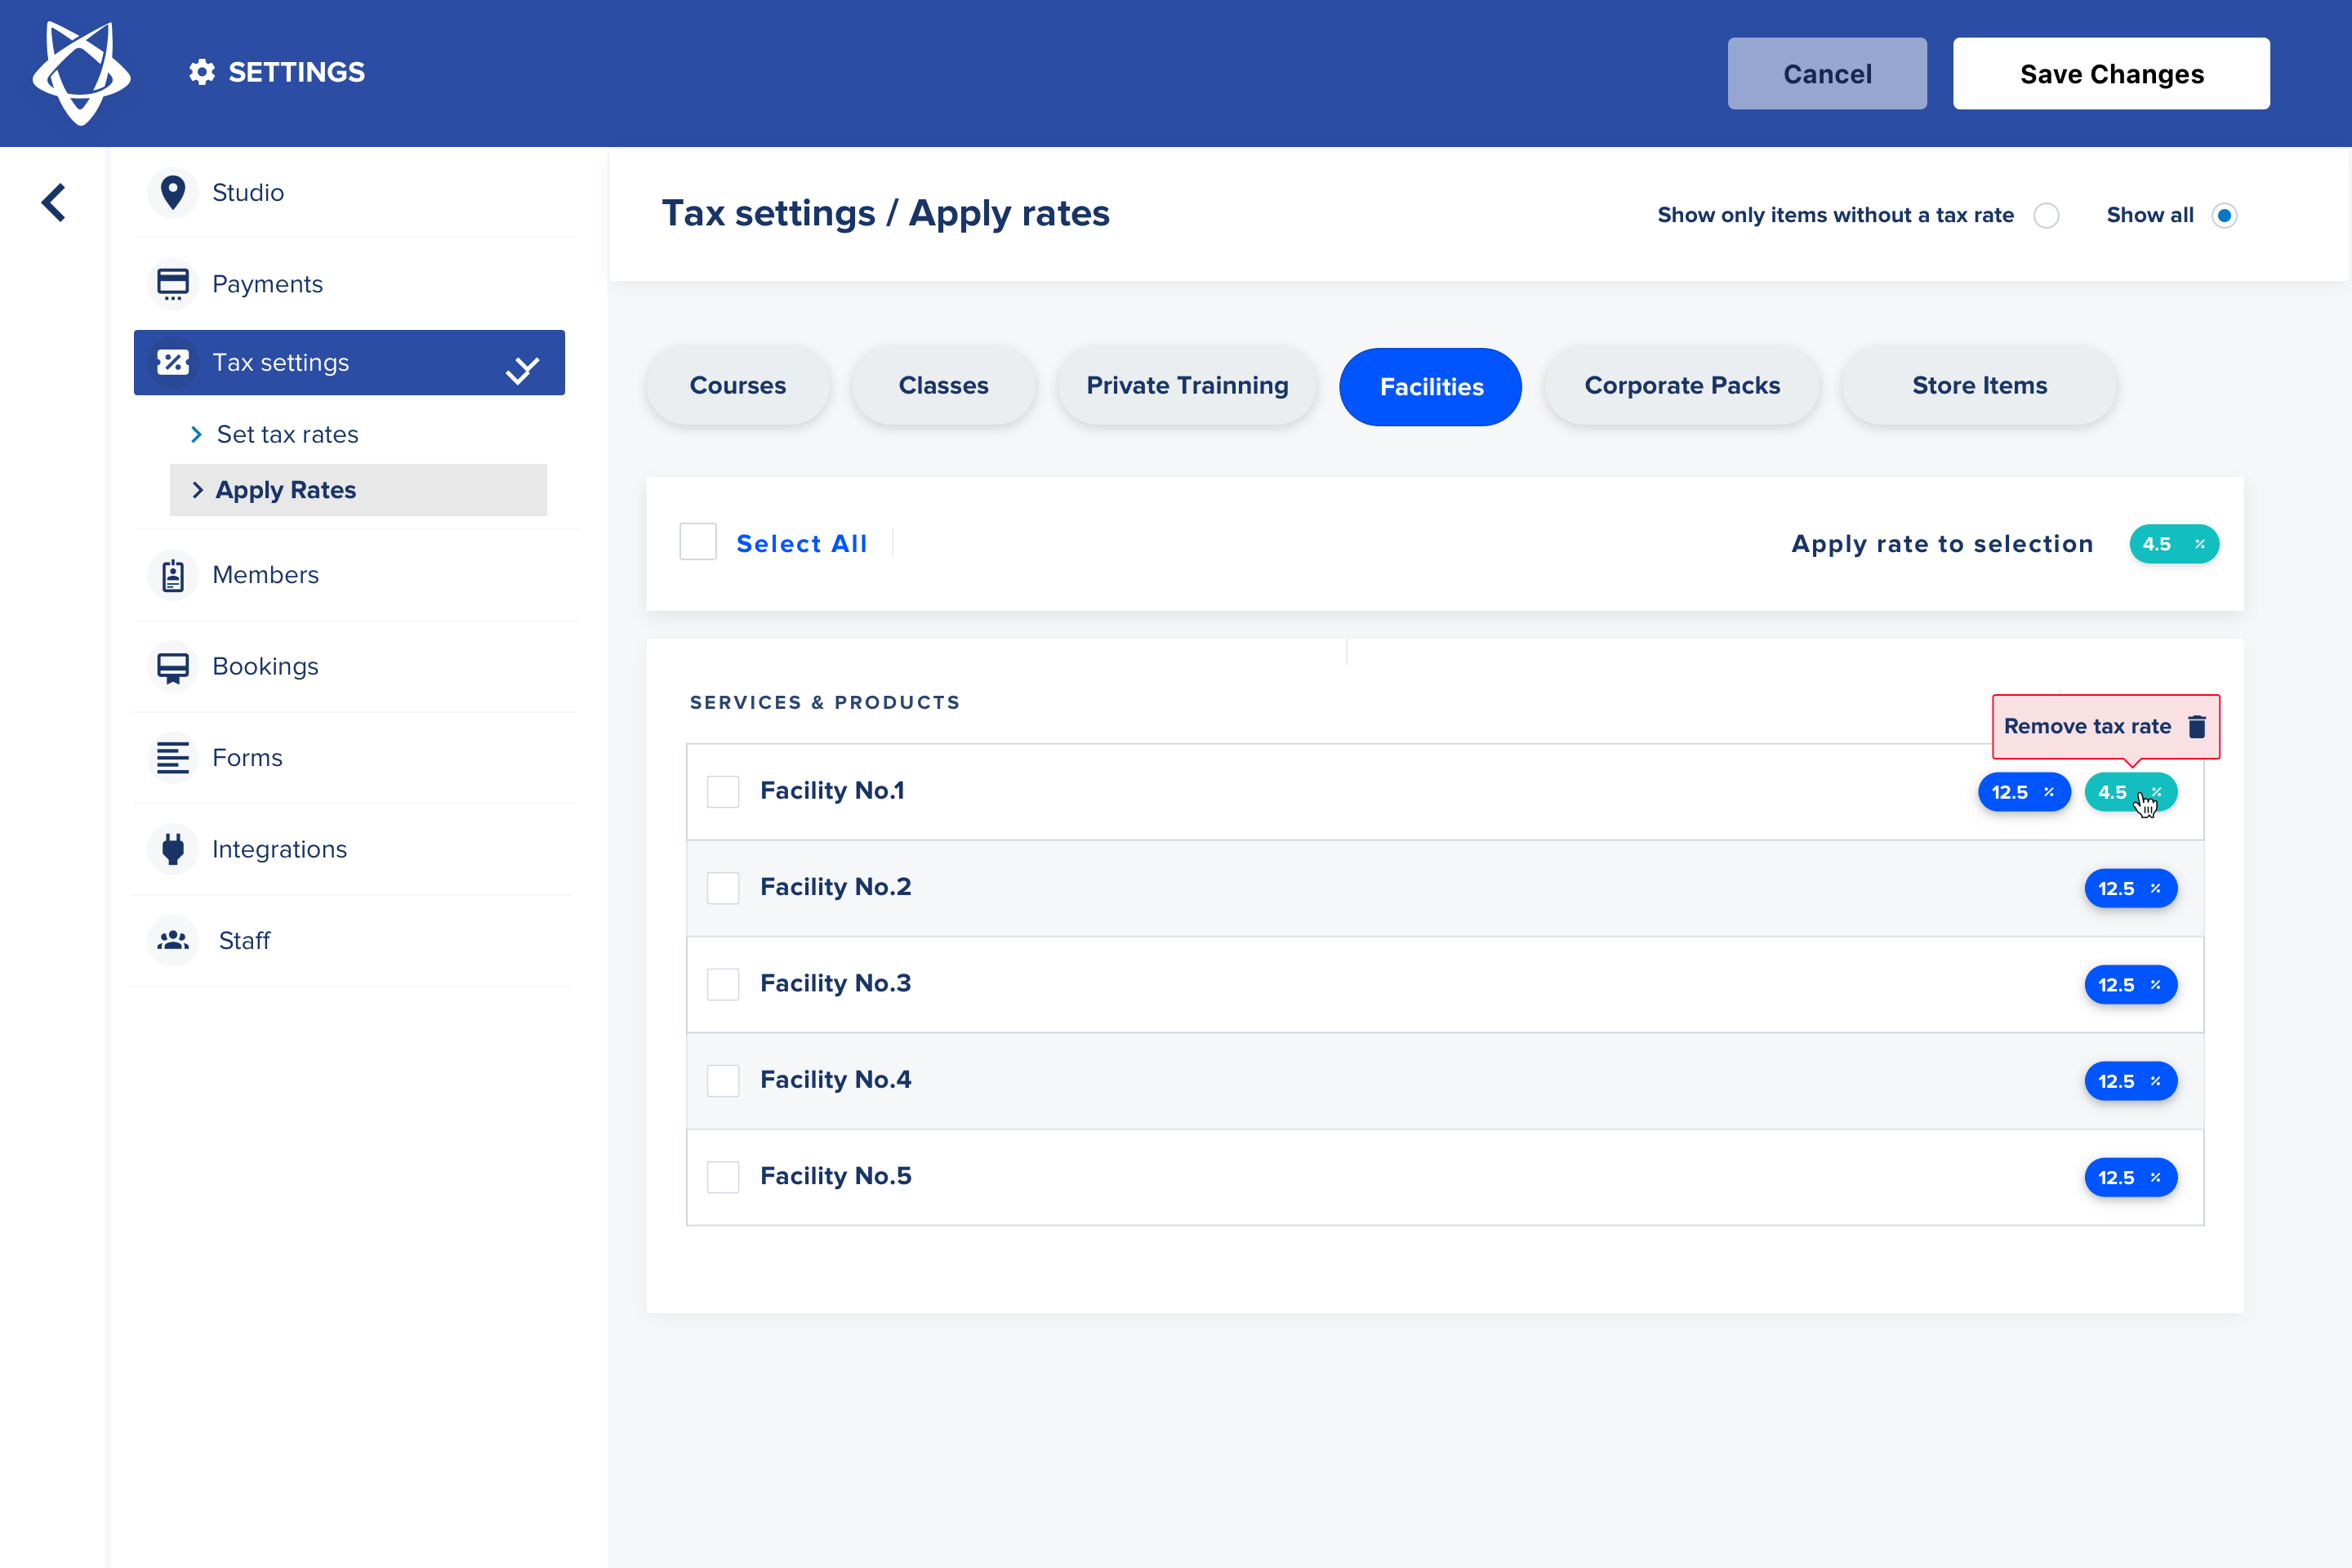 SETTINGS
Cancel
Save Changes
Studio
Payments
Tax settings
Set tax rates
Apply Rates
Members
Bookings
Forms
Integrations
Staff
Tax settings / Apply rates
Show only items without a tax rate
Show all
Courses
Classes
Private Trainning
Facilities
Corporate Packs
Store Items
Select All
Apply rate to selection
4.5 %
SERVICES & PRODUCTS
Remove tax rate
Facility No.1
12.5 %
4.5 %
Facility No.2
12.5 %
Facility No.3
12.5 %
Facility No.4
12.5 %
Facility No.5
12.5 %